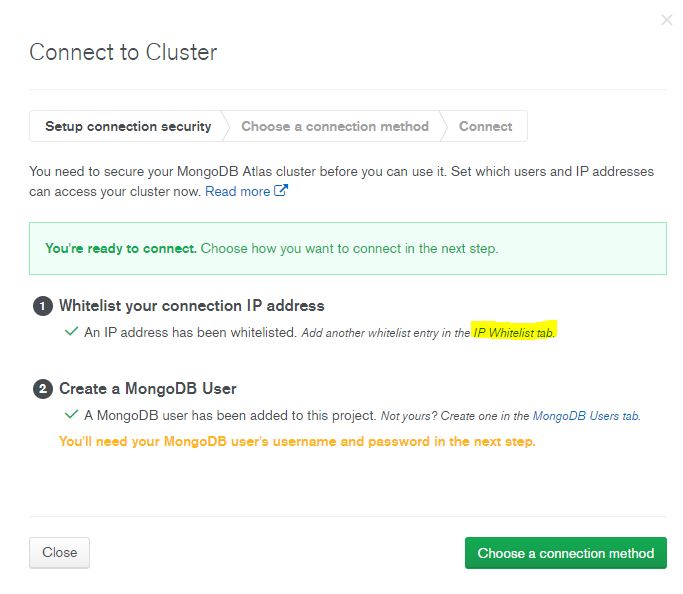 Connect to Cluster
Setup connection security
Choose a connection method
Connect
You need to secure your MongoDB Atlas cluster before you can use it. Set which users and IP addresses
can access your cluster now. Read more
You're ready to connect. Choose how you want to connect in the next step.
1 Whitelist your connection IP address
An IP address has been whitelisted. Add another whitelist entry in the IP Whitelist tab.
2 Create a MongoDB User
A MongoDB user has been added to this project. Not yours? Create one in the MongoDB Users tab.
You'll need your MongoDB user's username and password in the next step.
Close
Choose a connection method